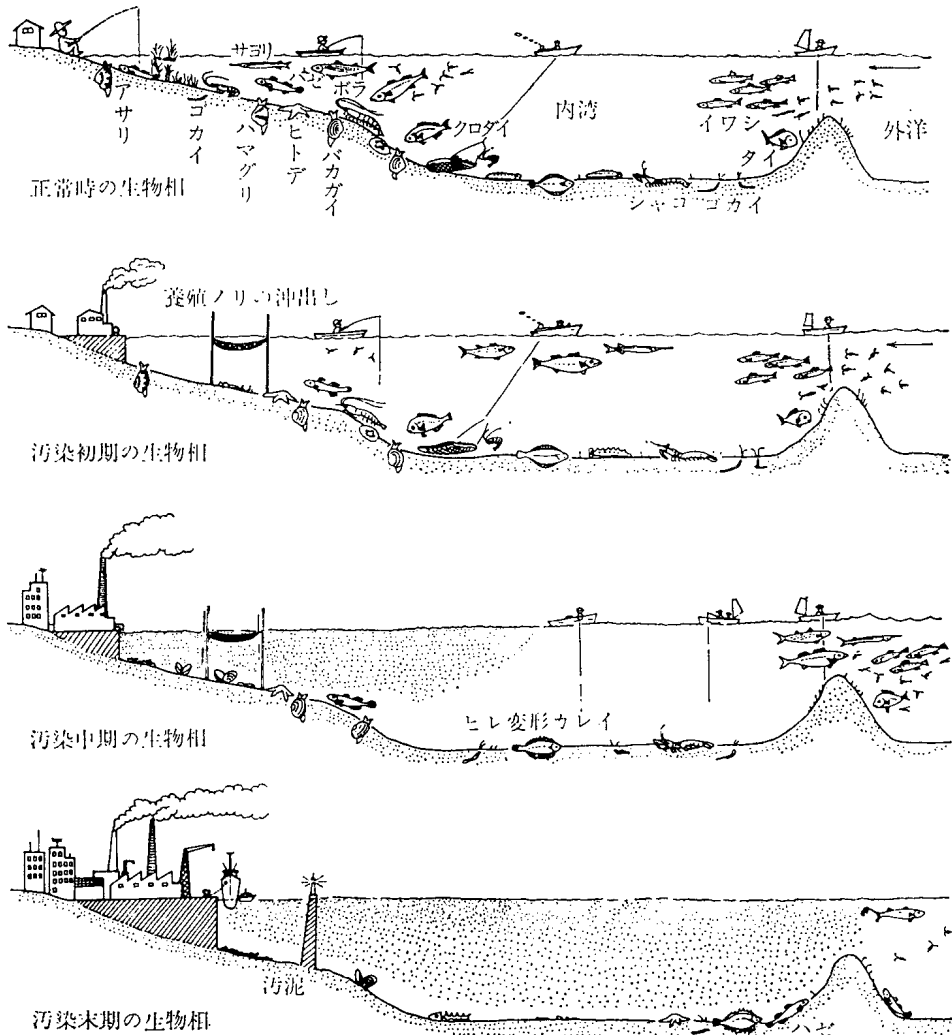 サヨリ
ハゼ
ボラ
アサリ
ゴカイ
ハマグリ
ヒトデ
バカガイ
クロダイ
内湾
イワシ
タイ
外洋
シャコ ゴカイ
正常時の生物相
養殖ノリの沖出し
汚染初期の生物相
ヒレ変形カレイ
汚染中期の生物相
汚泥
ハゼ
汚染末期の生物相